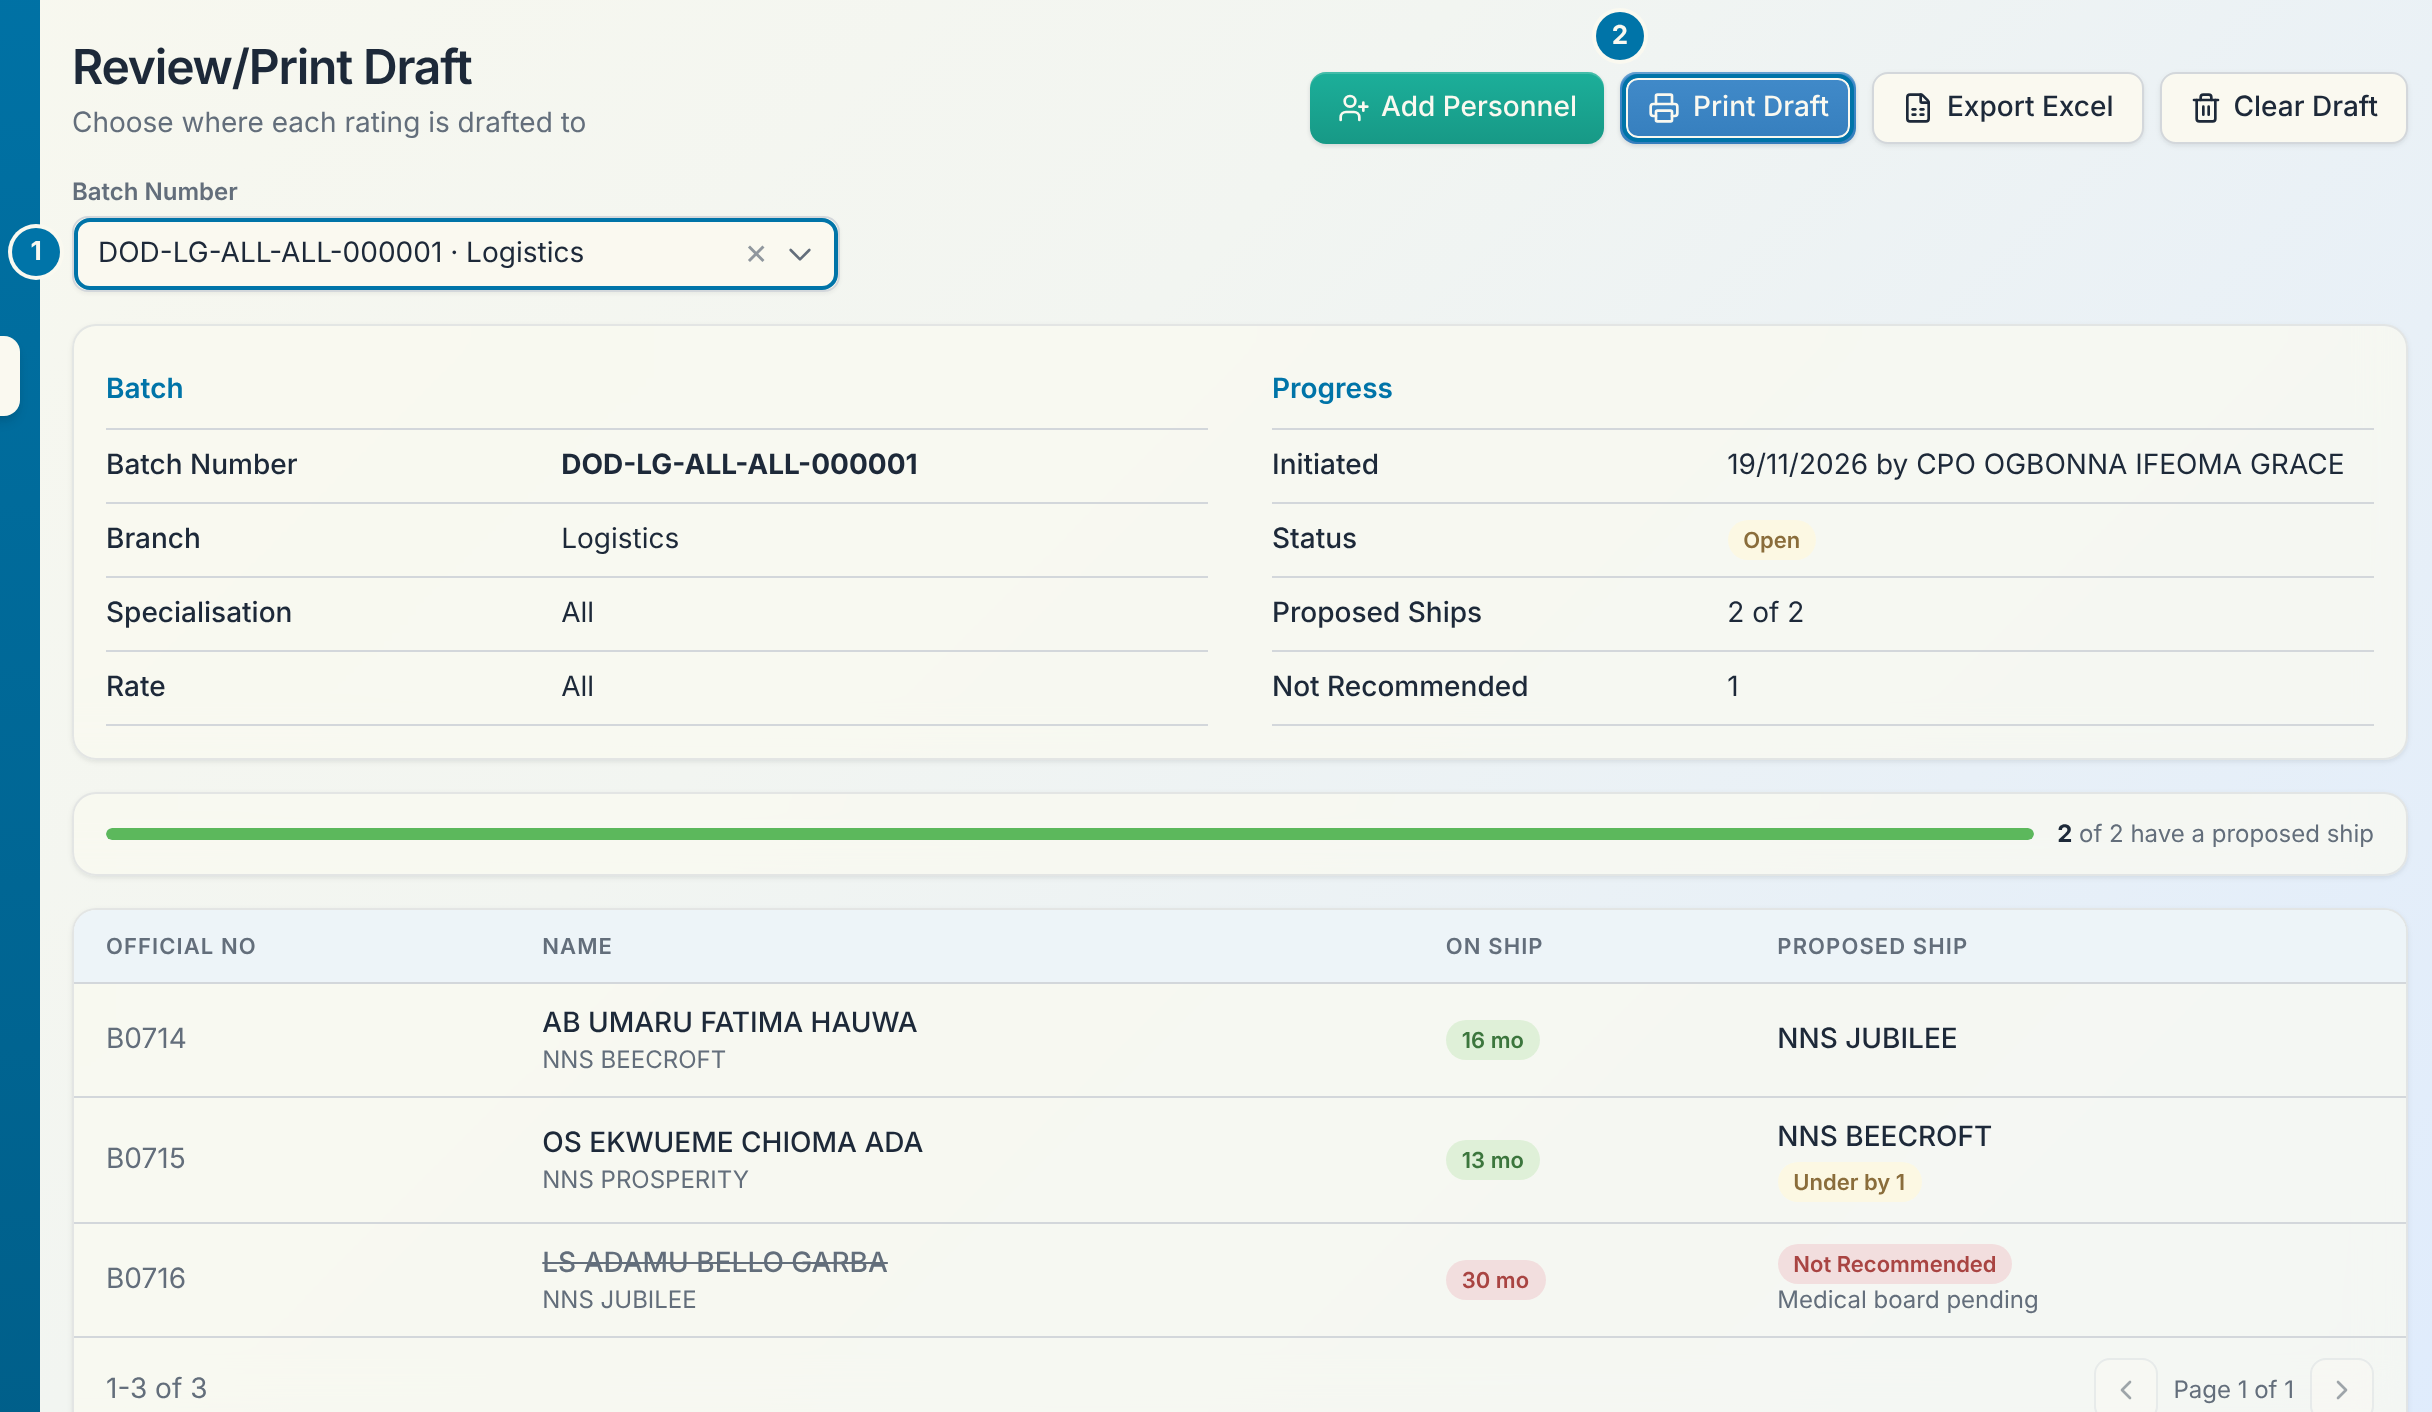 Review/Print Draft
Choose where each rating is drafted to
2
Add Personnel
Print Draft
Export Excel
Clear Draft
Batch Number
1
DOD-LG-ALL-ALL-000001 · Logistics
Batch
Batch Number DOD-LG-ALL-ALL-000001
Branch Logistics
Specialisation All
Rate All
Progress
Initiated 19/11/2026 by CPO OGBONNA IFEOMA GRACE
Status Open
Proposed Ships 2 of 2
Not Recommended 1
2 of 2 have a proposed ship
OFFICIAL NO NAME ON SHIP PROPOSED SHIP
B0714 AB UMARU FATIMA HAUWA 16 mo NNS JUBILEE
NNS BEECROFT
B0715 OS EKWUEME CHIOMA ADA 13 mo NNS BEECROFT
NNS PROSPERITY Under by 1
B0716 LS ADAMU BELLO GARBA 30 mo Not Recommended
NNS JUBILEE Medical board pending
1-3 of 3 Page 1 of 1